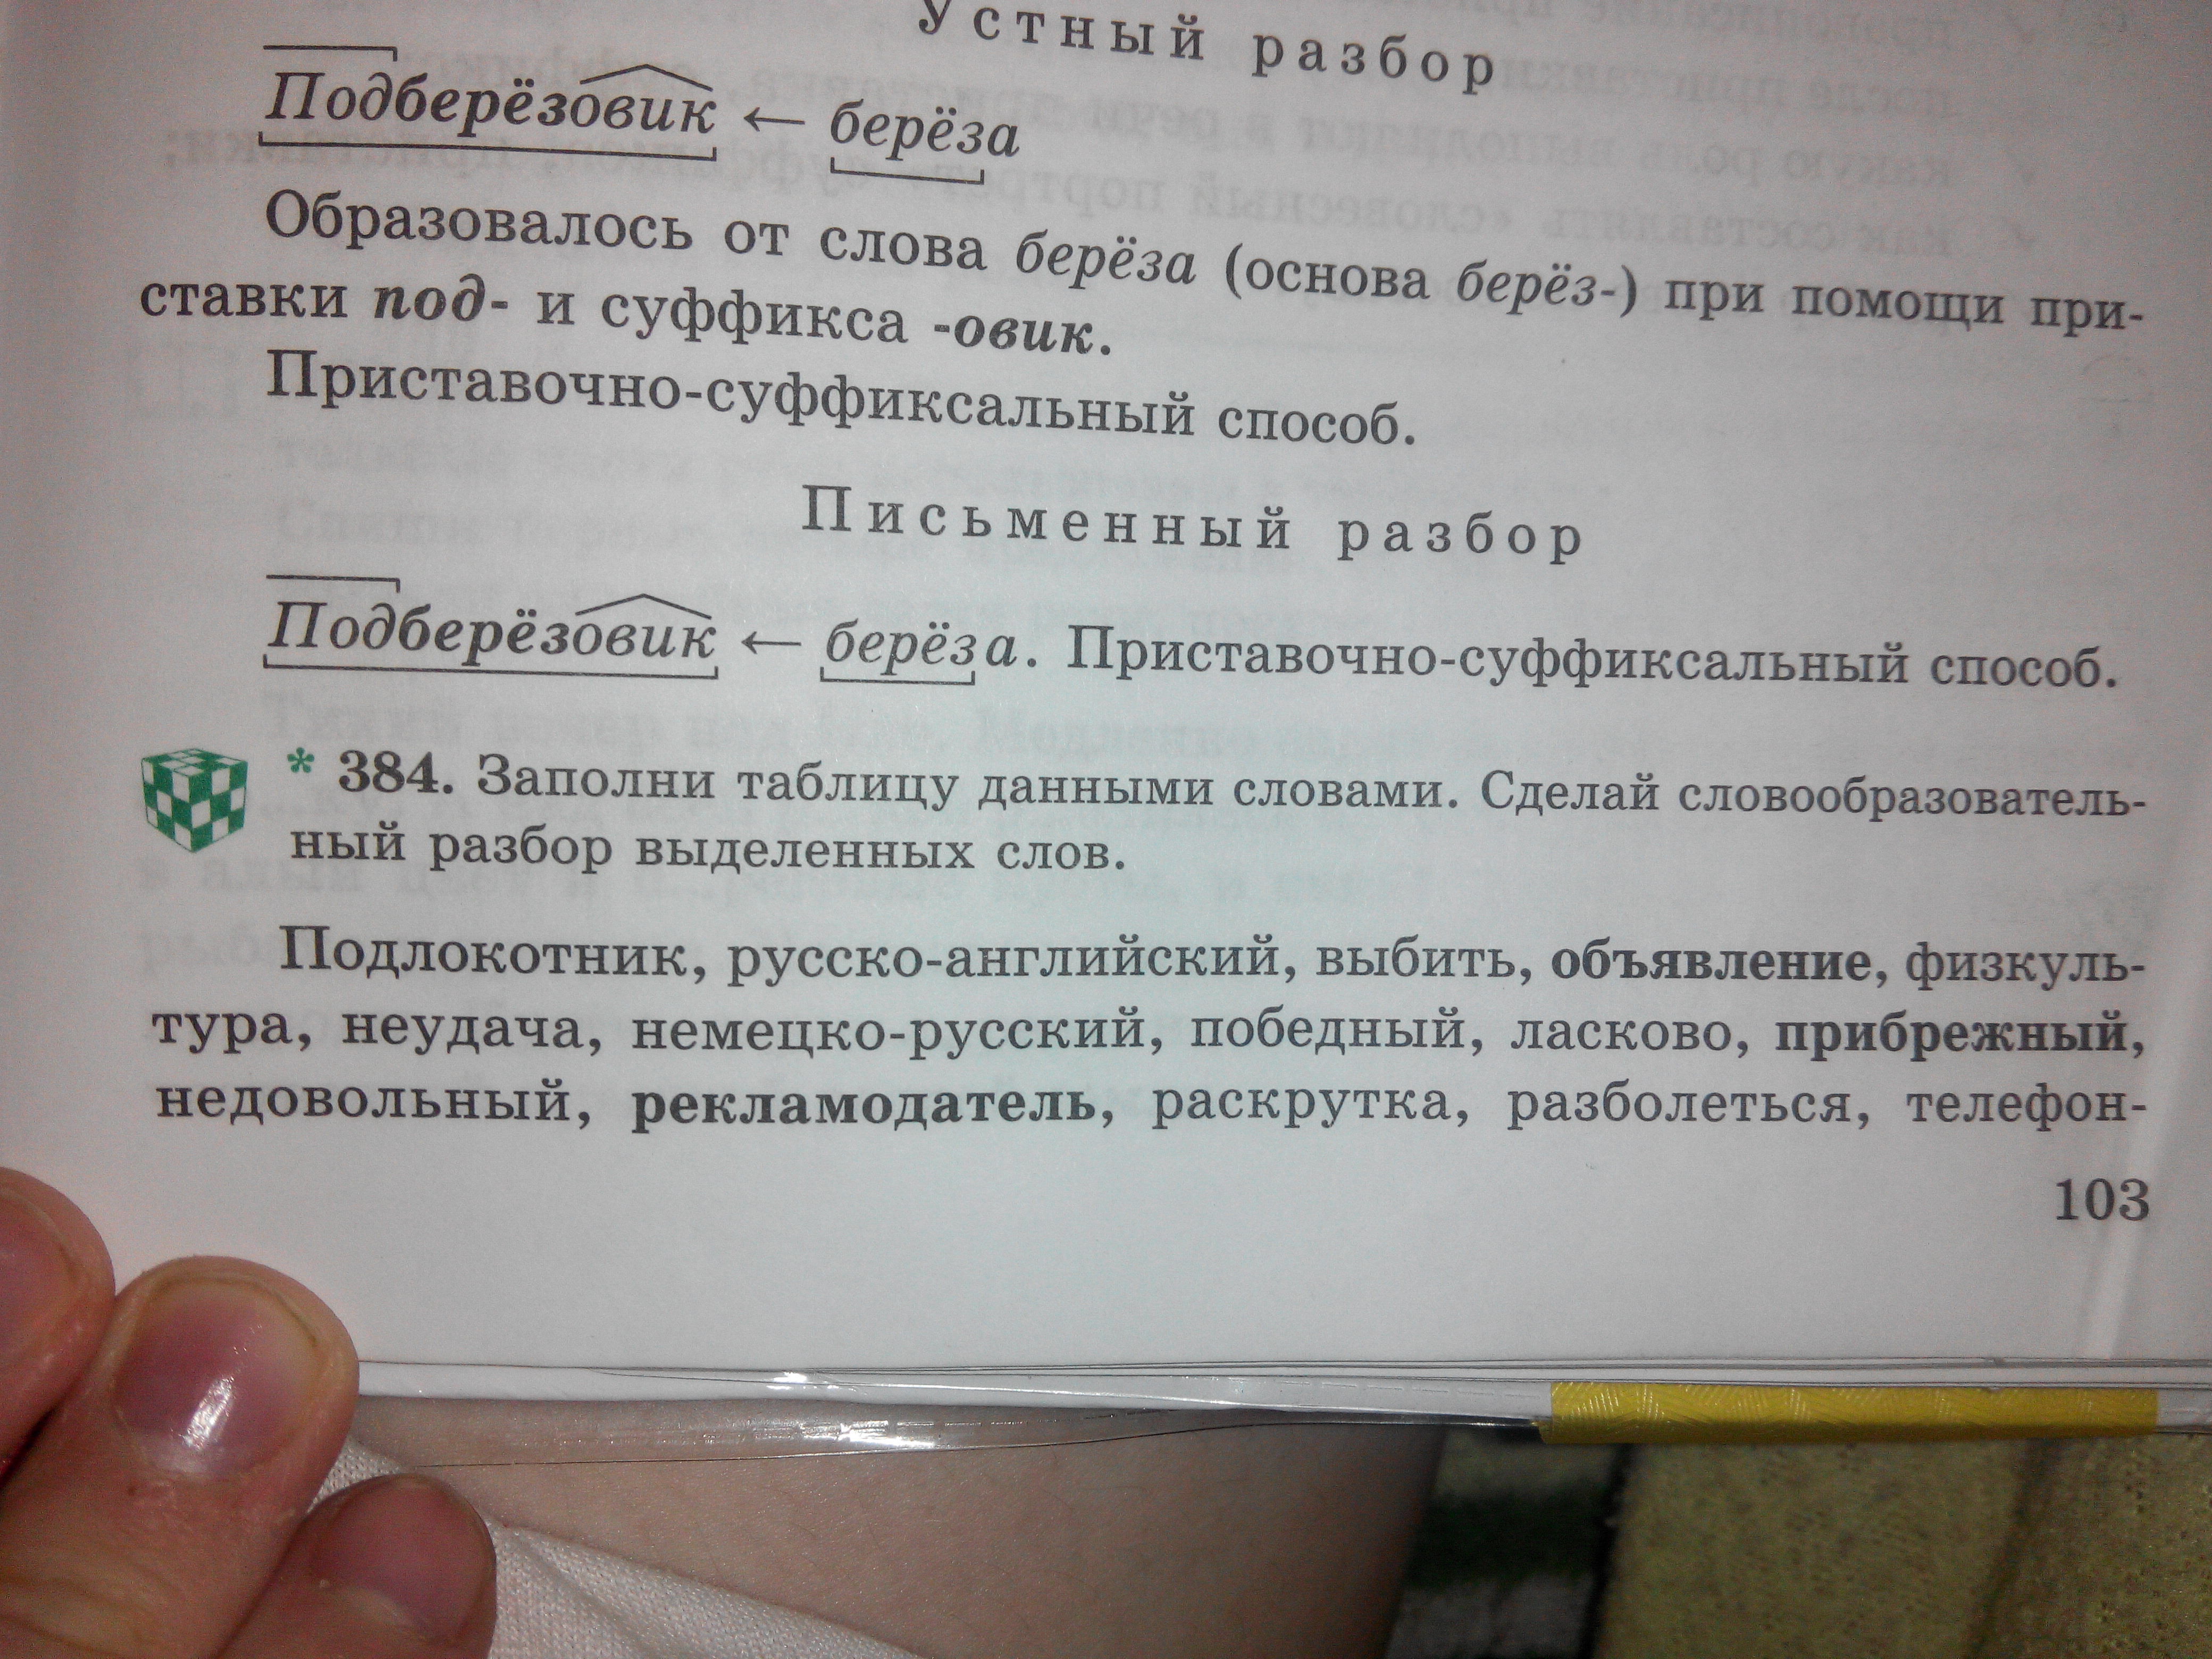 Устный разбор
Подберёзовик ← берёза
Образовалось от слова берёза (основа берёз-) при помощи при-
ставки под- и суффикса -овик.
Приставочно-суффиксальный способ.
Письменный разбор
Подберёзовик ← берёза. Приставочно-суффиксальный способ.
* 384. Заполни таблицу данными словами. Сделай словообразователь-
ный разбор выделенных слов.
Подлокотник, русско-английский, выбить, объявление, физкуль-
тура, неудача, немецко-русский, победный, ласково, прибрежный,
недовольный, рекламодатель, раскрутка, разболеться, телефон-
103